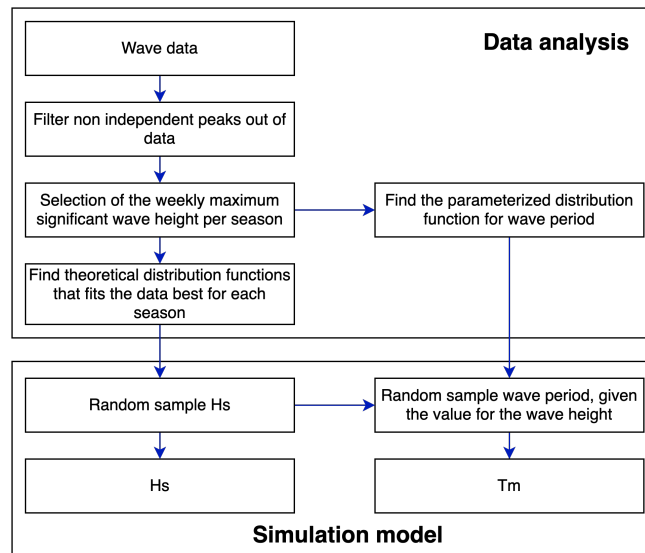 Data analysis
Wave data
Filter non independent peaks out of
data
Selection of the weekly maximum
significant wave height per season
Find the parameterized distribution
function for wave period
Find theoretical distribution functions
that fits the data best for each
season
Random sample Hs
Random sample wave period, given
the value for the wave height
Hs
Tm
Simulation model